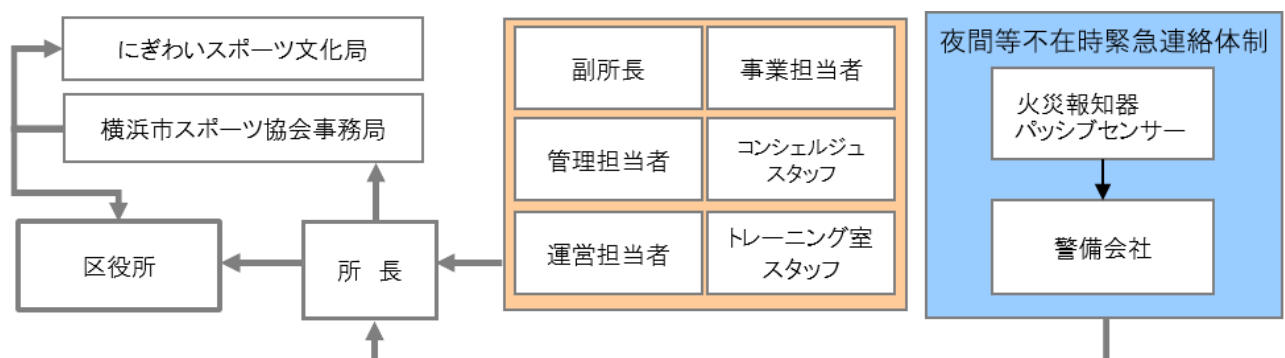 にぎわいスポーツ文化局
横浜市スポーツ協会事務局
区役所
所 長
副所長
事業担当者
管理担当者
コンシェルジュ
スタッフ
運営担当者
トレーニング室
スタッフ
夜間等不在時緊急連絡体制
火災報知器
パッシブセンサー
警備会社